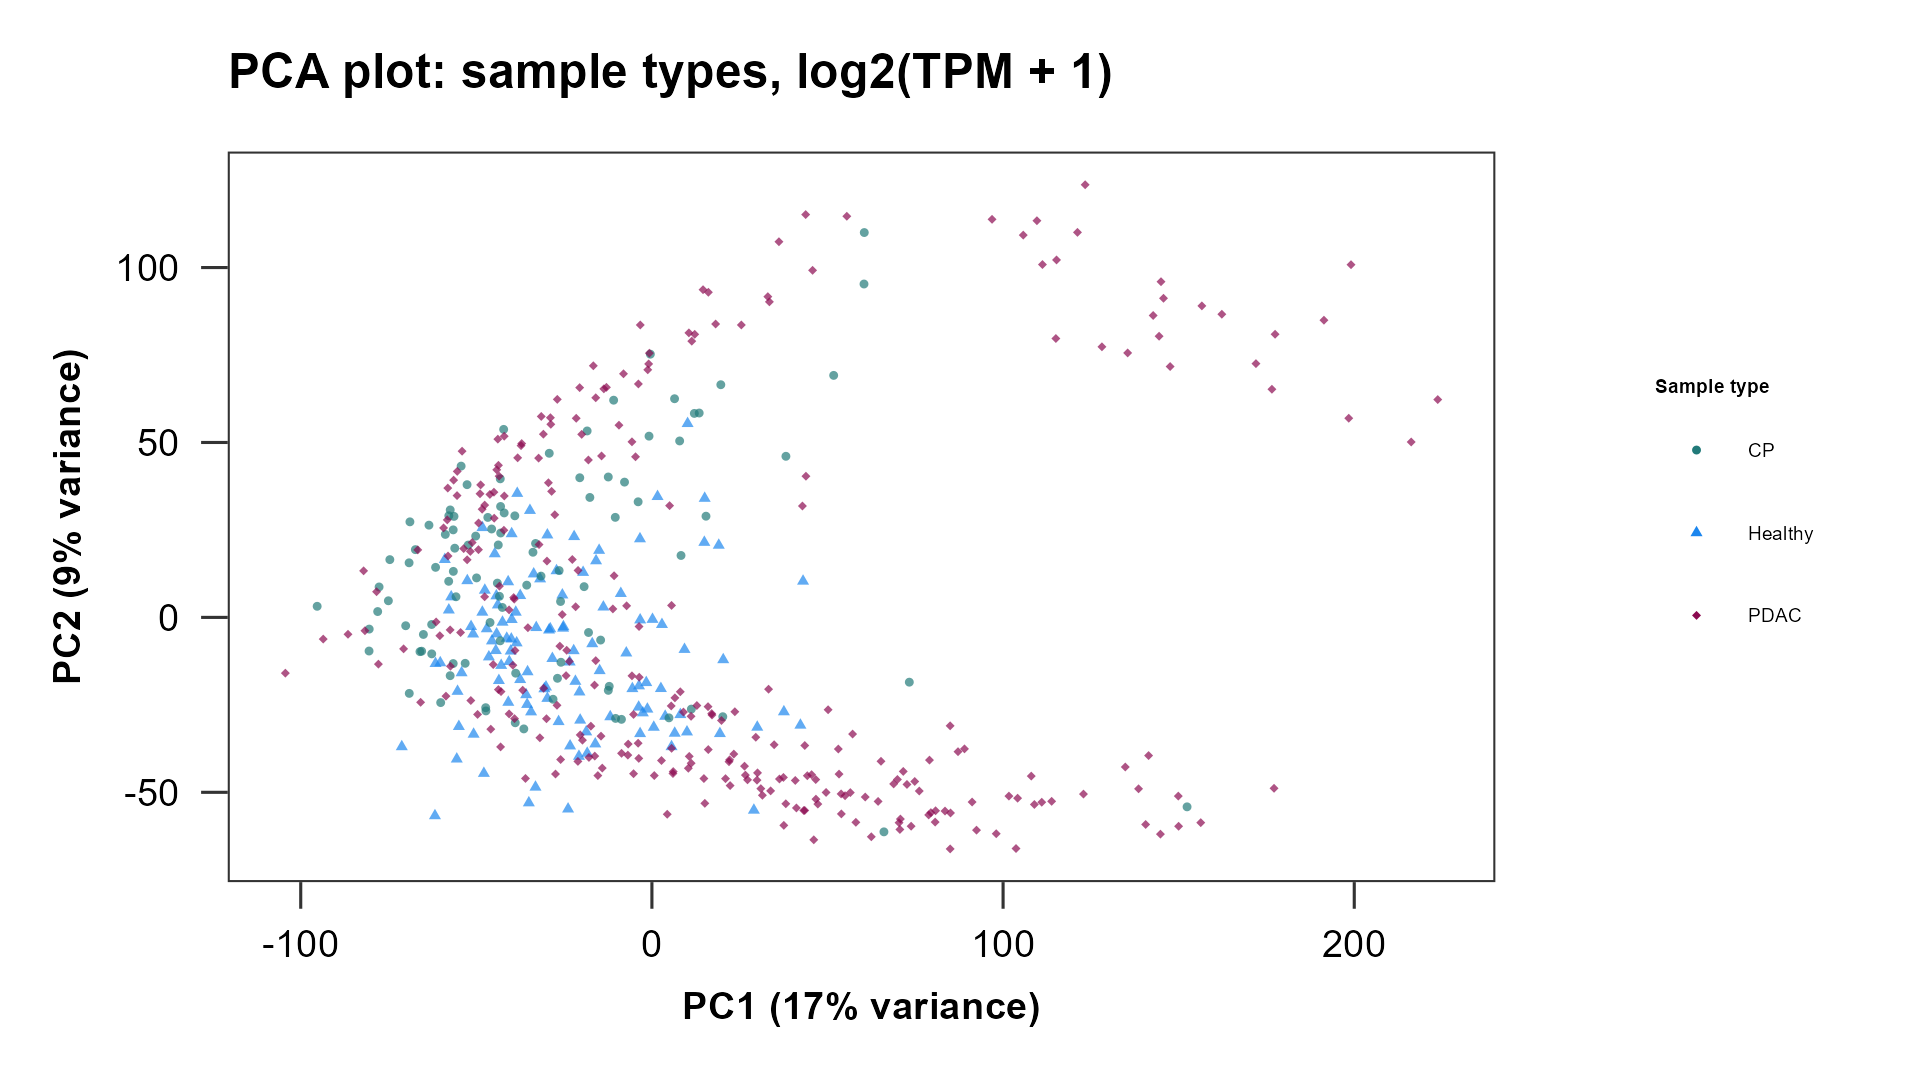 PCA plot: sample types, log2(TPM + 1)
PC2 (9% variance)
100
50
0
-50
-100
0
100
200
PC1 (17% variance)
Sample type
CP
Healthy
PDAC